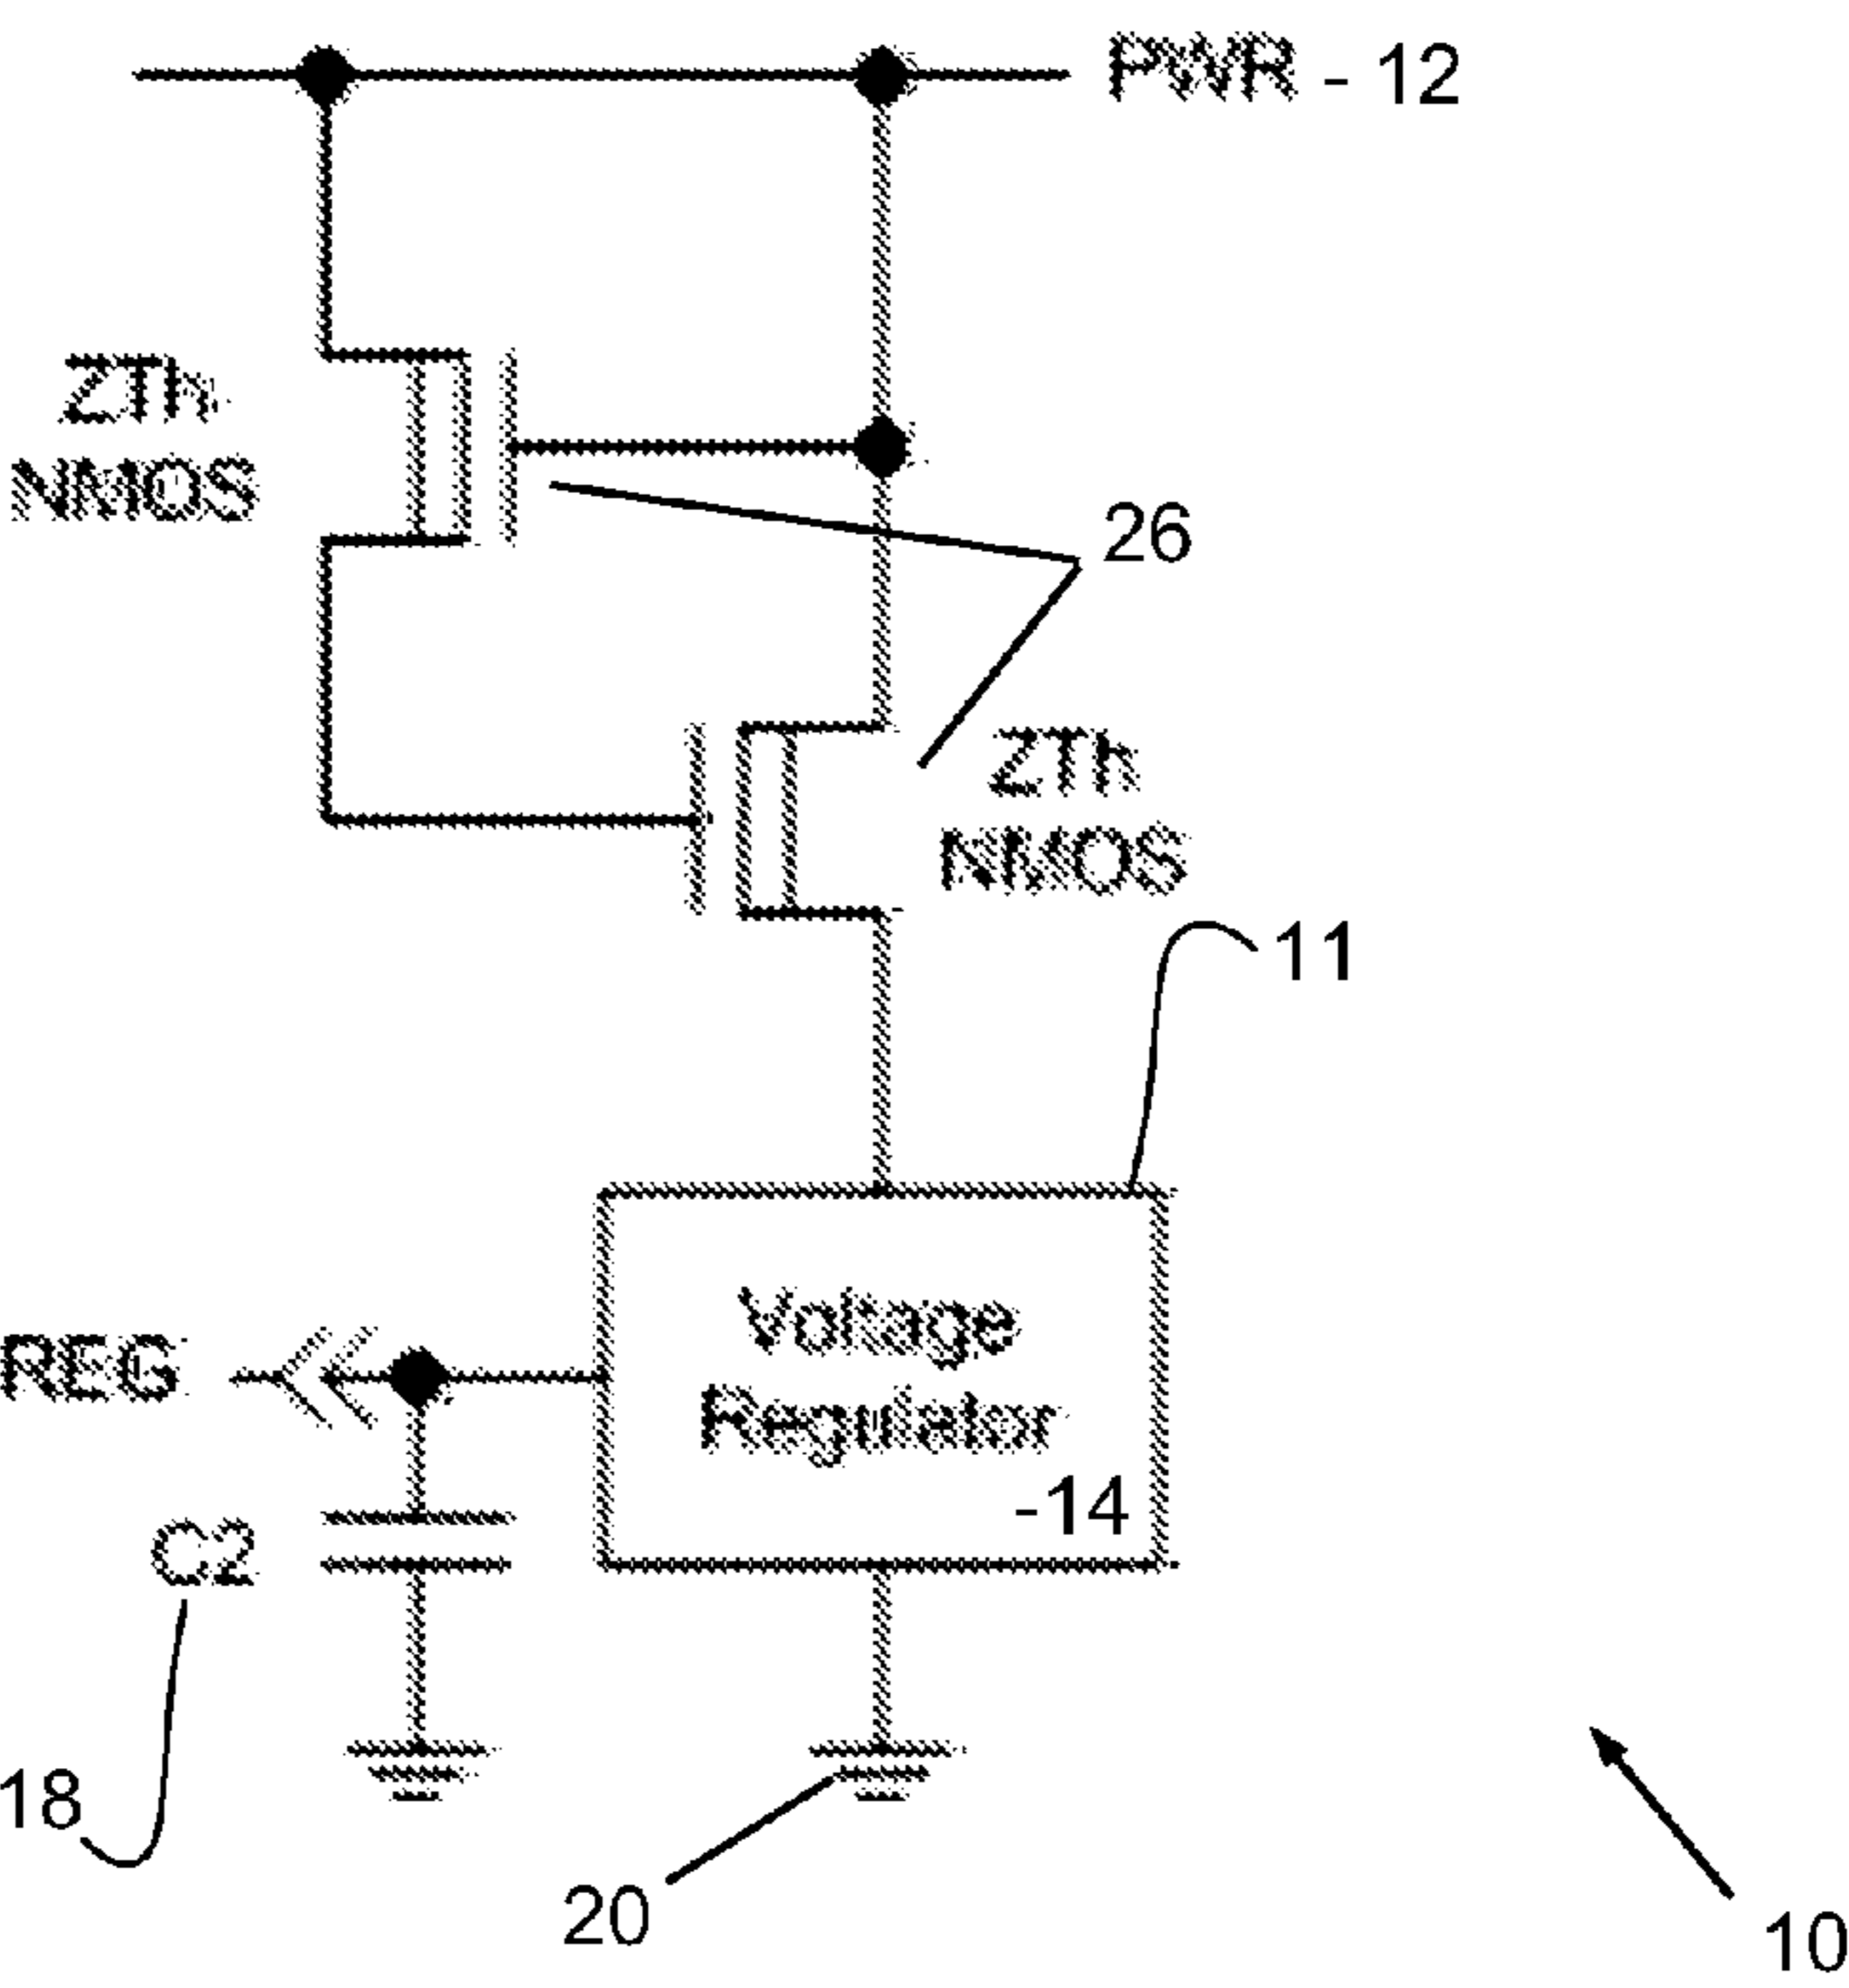 PWR - 12
ZTh
NMOS
26
ZTh
NMOS
11
Voltage
Regulator
-14
REG
C2
18
20
10